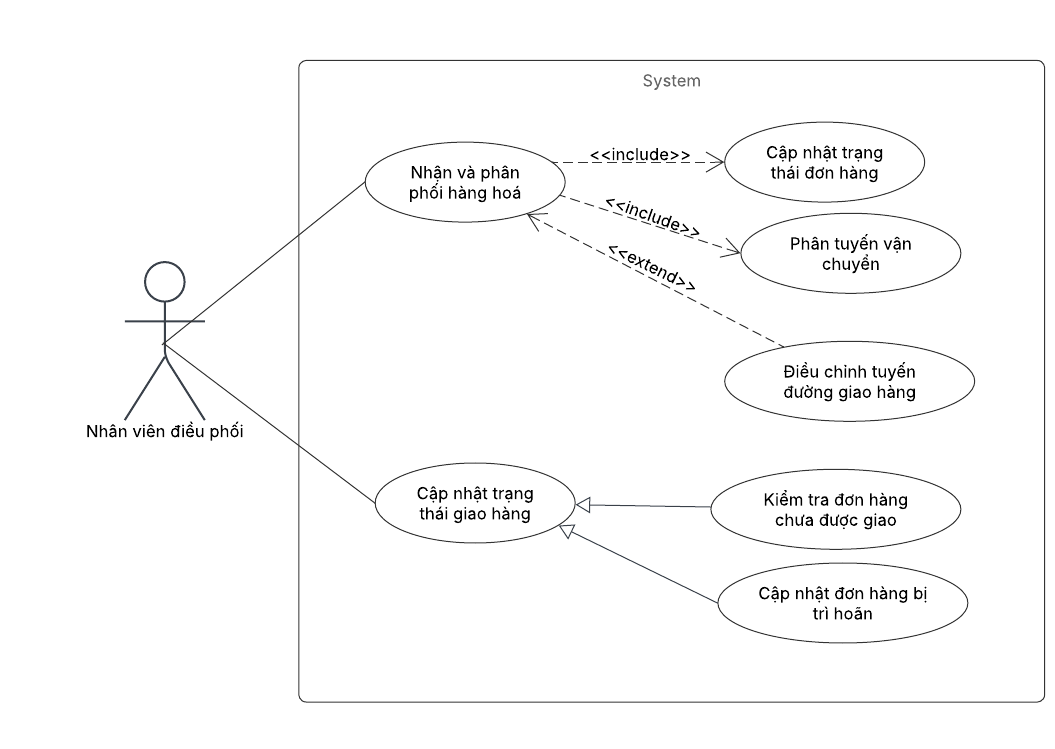 System
Nhận và phân
phối hàng hoá
<<include>>
Cập nhật trạng
thái đơn hàng
<<include>>
Phân tuyến vận
chuyển
<<extend>>
Điều chỉnh tuyến
đường giao hàng
Nhân viên điều phối
Cập nhật trạng
thái giao hàng
Kiểm tra đơn hàng
chưa được giao
Cập nhật đơn hàng bị
trì hoãn